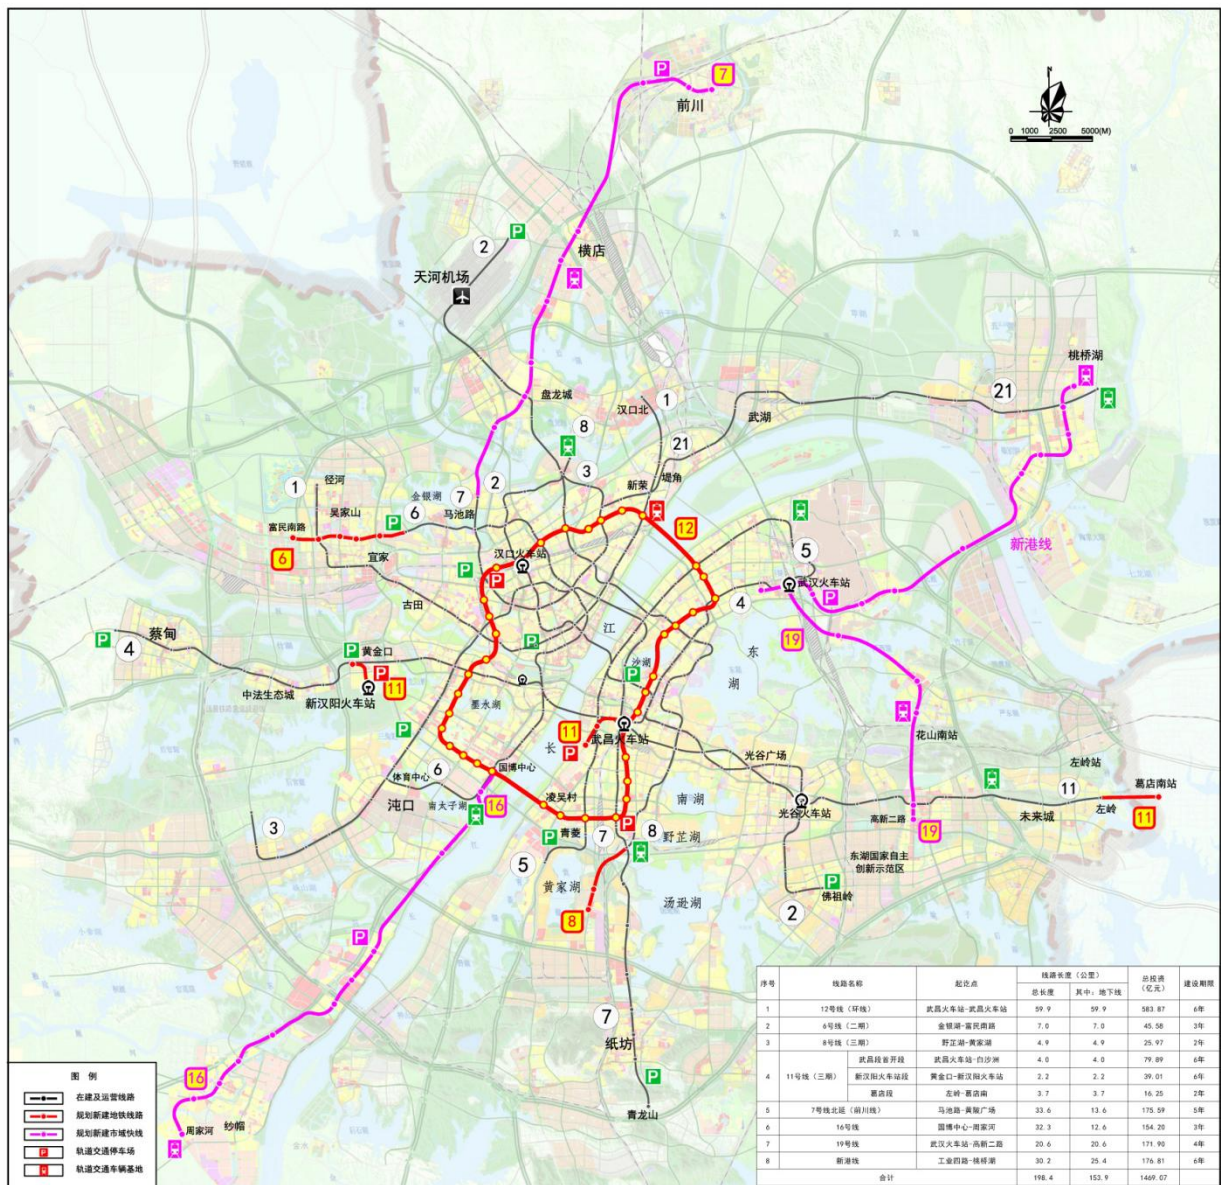 7
前川
N
0 1000 2500 5000(M)
2
横店
天河机场
桃桥湖
盘龙城
汉口北
1
武湖
21
8
21
3
堤角
新荣
径河
1
吴家山
金银湖
7
2
6
马池路
富民南路
6
宜家
汉口火车站
12
新港线
5
武汉火车站
4
古田
江
19
东
湖
蔡甸
4
黄金口
沙湖
中法生态城
新汉阳火车站
11
墨水湖
11
长
武昌火车站
花山南站
光谷广场
左岭站
国博中心
6
体育中心
沌口
南太子湖
16
凌吴村
南湖
光谷火车站
高新二路
19
未来城
11
左岭
葛店南站
11
3
青菱
7
8
野芷湖
5
黄家湖
8
汤逊湖
东湖国家自主
创新示范区
佛祖岭
2
7
纸坊
青龙山
16
周家河
纱帽
图 例
在建及运营线路
规划新建地铁线路
规划新建市域快线
轨道交通停车场
轨道交通车辆基地
序号 线路名称 起讫点 线路长度(公里) 总投资(亿元) 建设期限
总长度 其中:地下线
1 12号线(环线) 武昌火车站-武昌火车站 59.9 59.9 583.87 6年
2 6号线(二期) 金银湖-富民南路 7.0 7.0 45.58 3年
3 8号线(三期) 野芷湖-黄家湖 4.9 4.9 25.97 2年
4 11号线(三期) 武昌段首开段 武昌火车站-白沙洲 4.0 4.0 79.89 6年
新汉阳火车站段 黄金口-新汉阳火车站 2.2 2.2 39.01 6年
葛店段 左岭-葛店南 3.7 3.7 16.25 2年
5 7号线北延(前川线) 马池路-黄陂广场 33.6 13.6 175.59 5年
6 16号线 国博中心-周家河 32.3 12.6 154.20 3年
7 19号线 武汉火车站-高新二路 20.6 20.6 171.90 4年
8 新港线 工业四路-桃桥湖 30.2 25.4 176.81 6年
合计 198.4 153.9 1469.07